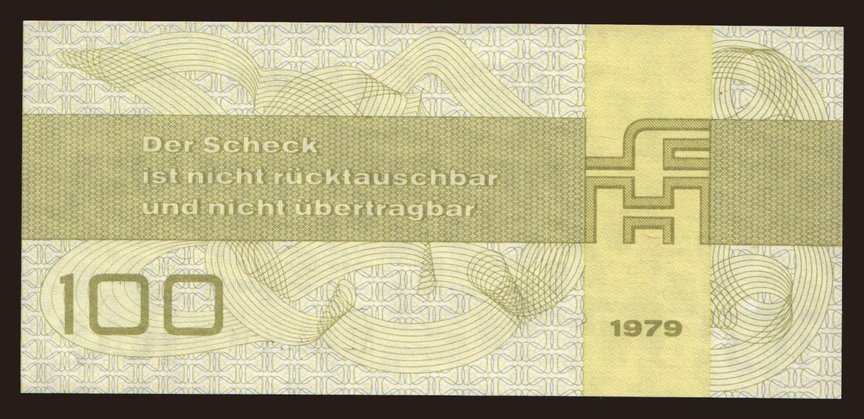 Der Scheck
ist nicht rücktauschbar
und nicht übertragbar
100
1979